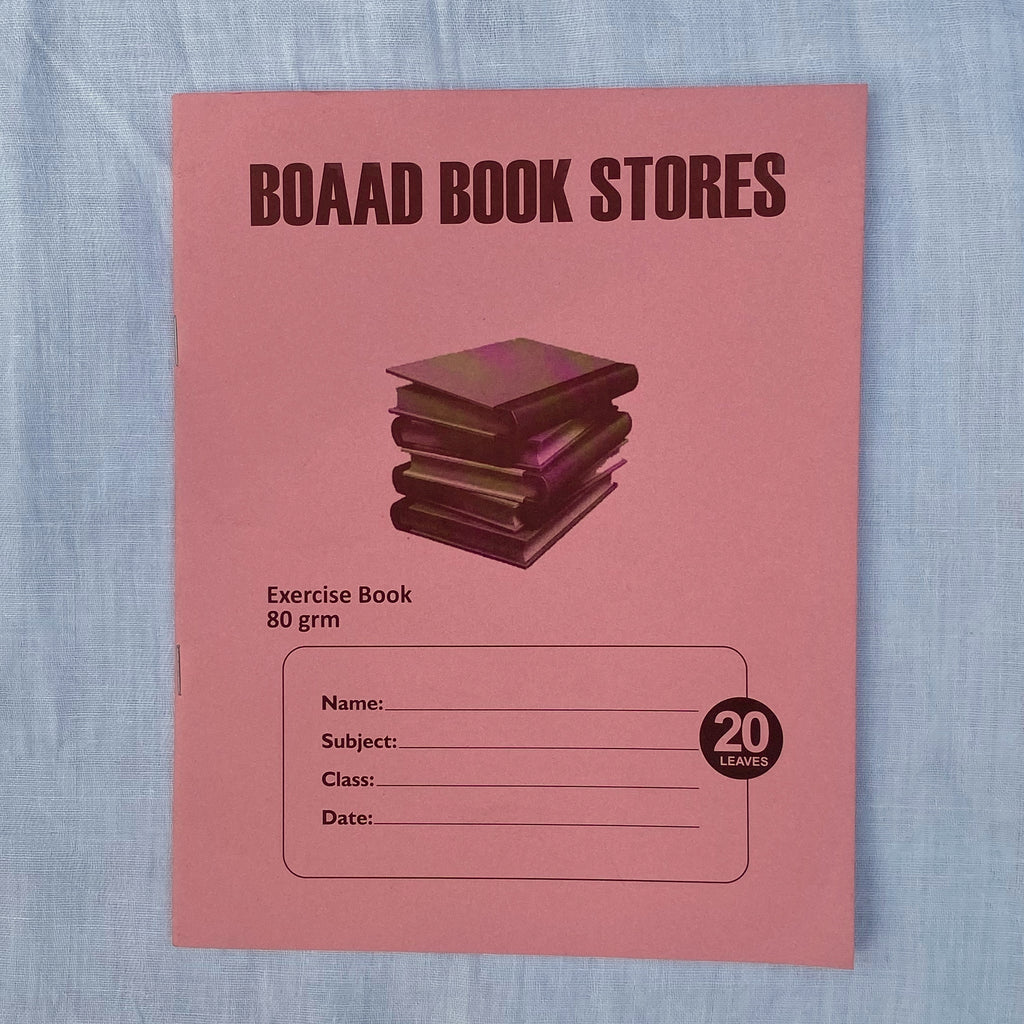 BOAAD BOOK STORES
Exercise Book
80 grm
Name:
Subject:
Class:
Date:
20
LEAVES